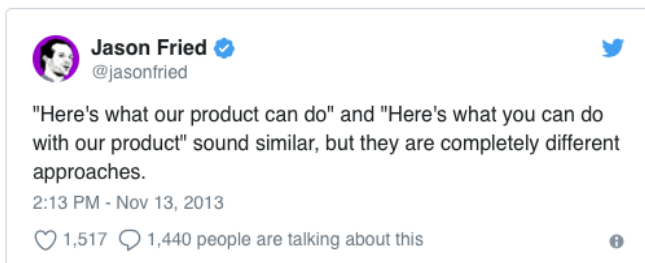 Jason Fried
@jasonfried
"Here's what our product can do" and "Here's what you can do
with our product" sound similar, but they are completely different
approaches.
2:13 PM - Nov 13, 2013
1,517 1,440 people are talking about this